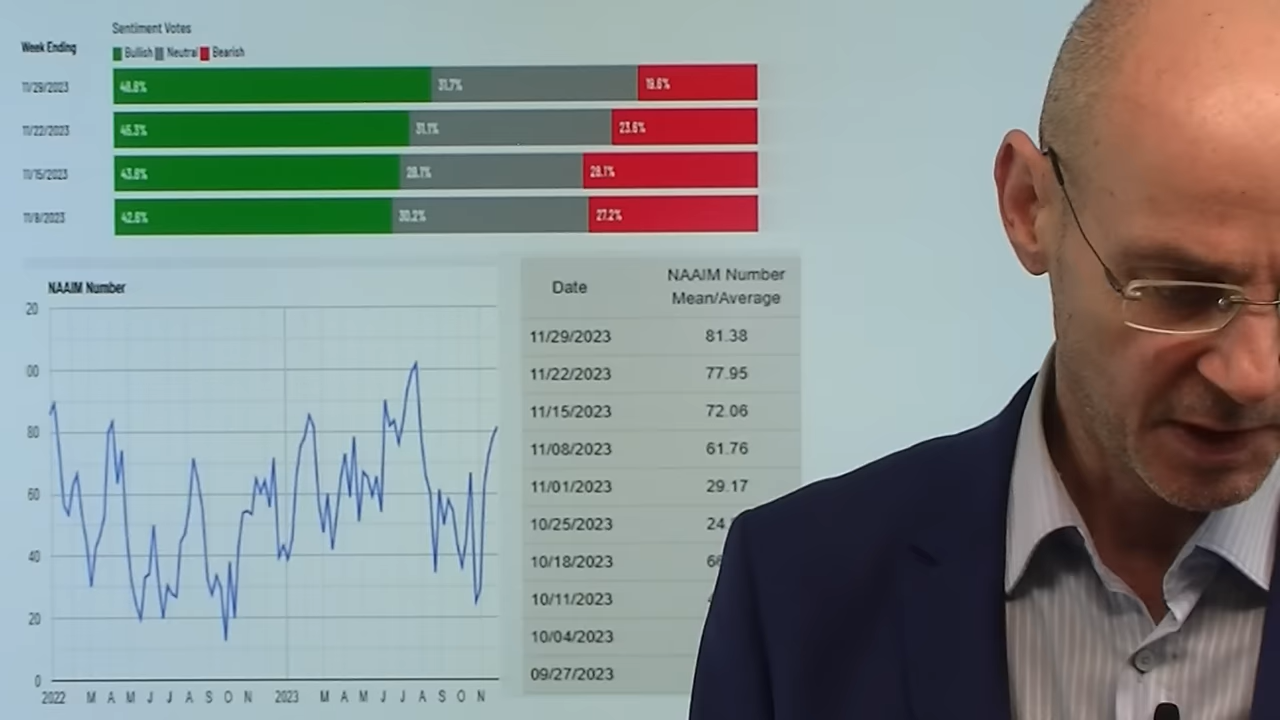 Sentiment Votes
Week Ending
Bullish Neutral Bearish
11/29/2023 48.8% 31.7% 19.6%
11/22/2023 45.3% 31.1% 23.6%
11/15/2023 43.8% 28.1% 28.1%
11/8/2023 42.6% 30.2% 27.2%
NAAIM Number
20
00
80
60
40
20
0
2022 M A M J J A S O N 2023 M A M J J A S O N
Date NAAIM Number
Mean/Average
11/29/2023 81.38
11/22/2023 77.95
11/15/2023 72.06
11/08/2023 61.76
11/01/2023 29.17
10/25/2023 24.
10/18/2023
10/11/2023
10/04/2023
09/27/2023